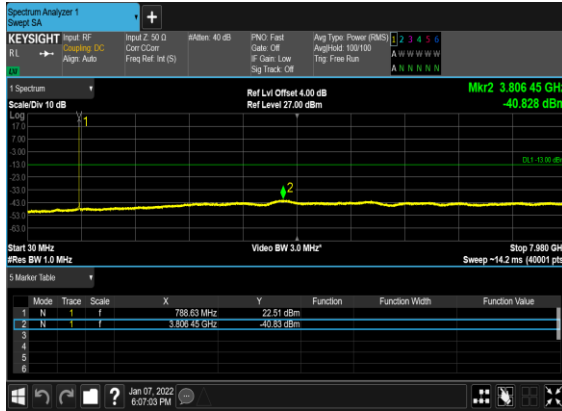 Spectrum Analyzer 1
Swept SA
+
KEYSIGHT Input: RF Input Z: 50 Ω #Atten: 40 dB PNO: Fast Avg Type: Power (RMS) 1 2 3 4 5 6
RL Coupling: DC Corr CCorr Gate: Off Avg|Hold: 100/100 A W W W W W
Align: Auto Freq Ref: Int (S) IF Gain: Low Trig: Free Run
LXI Sig Track: Off A N N N N N
1 Spectrum Ref Lvl Offset 4.00 dB Mkr2 3.806 45 GHz
Scale/Div 10 dB Ref Level 27.00 dBm -40.828 dBm
Log
17.0
7.00
-3.00
-13.0
-23.0
-33.0
-43.0
-53.0
-63.0
1
DL1 -13.00 dBm
2
Start 30 MHz Video BW 3.0 MHz* Stop 7.980 GHz
#Res BW 1.0 MHz Sweep ~14.2 ms (40001 pts)
5 Marker Table
Mode Trace Scale X Y Function Function Width Function Value
1 N 1 f 788.63 MHz 22.51 dBm
2 N 1 f 3.806 45 GHz -40.83 dBm
3
4
5
6
? Jan 07, 2022
6:07:03 PM